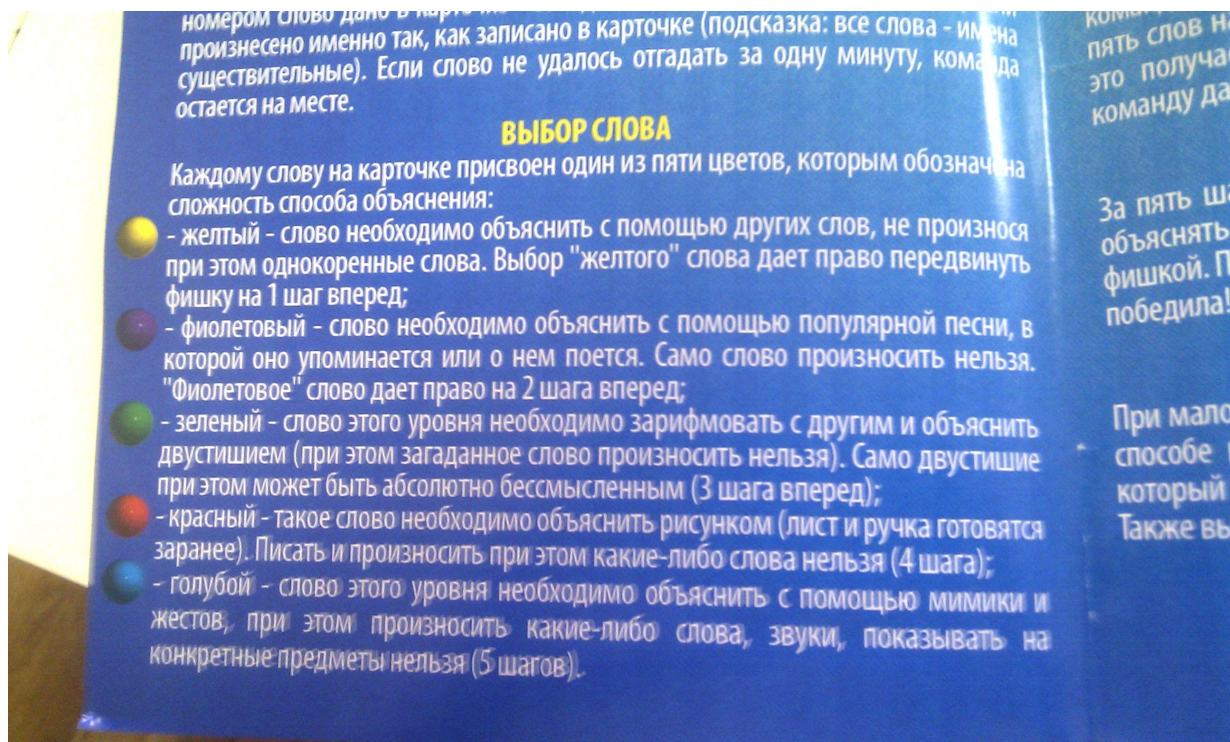 номером слово дано в
произнесено именно так, как записано в карточке (подсказка: все слова - имена
существительные). Если слово не удалось отгадать за одну минуту, команда
остается на месте.
ВЫБОР СЛОВА
Каждому слову на карточке присвоен один из пяти цветов, которым обозначена
сложность способа объяснения:
- желтый - слово необходимо объяснить с помощью других слов, не произнося
при этом однокоренные слова. Выбор "желтого" слова дает право передвинуть
фишку на 1 шаг вперед;
- фиолетовый - слово необходимо объяснить с помощью популярной песни, в
которой оно упоминается или о нем поется. Само слово произносить нельзя.
"Фиолетовое" слово дает право на 2 шага вперед;
- зеленый - слово этого уровня необходимо зарифмовать с другим и объяснить
двустишием (при этом загаданное слово произносить нельзя). Само двустишие
при этом может быть абсолютно бессмысленным (3 шага вперед);
- красный - такое слово необходимо объяснить рисунком (лист и ручка готовятся
заранее). Писать и произносить при этом какие-либо слова нельзя (4 шага);
- голубой - слово этого уровня необходимо объяснить с помощью мимики и
жестов, при этом произносить какие-либо слова, звуки, показывать на
конкретные предметы нельзя (5 шагов).
пять слов
это
команду
За пять
объяснять
фишкой.
победила
При
способе
который
Также